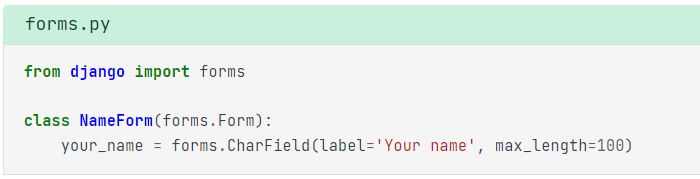 forms.py
from django import forms
class NameForm(forms.Form):
    your_name = forms.CharField(label='Your name', max_length=100)